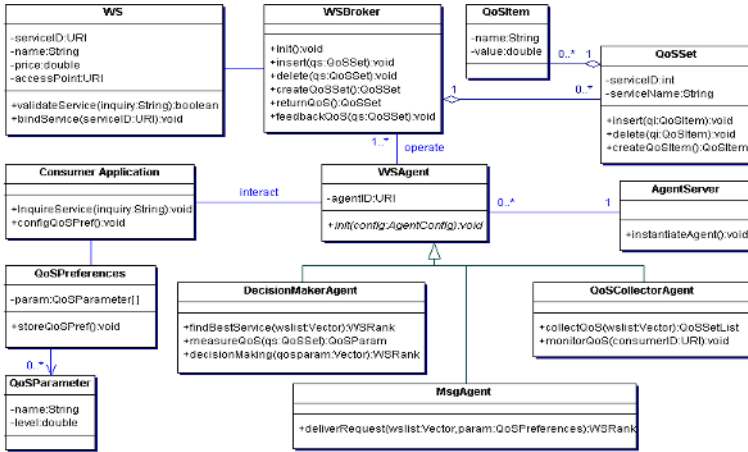 WS
-serviceID:URI
-name:String
-price:double
-accessPoint:URI
+validateService(inquiry:String):boolean
+bindService(serviceID:URI):void
WSBroker
+init():void
+insert(qs:QoSSet):void
+delete(qs:QoSSet):void
+createQoSSet():QoSSet
+returnQoS():QoSSet
+feedbackQoS(qs:QoSSet):void
QoSItem
-name:String
-value:double
0..*
1
QoSSet
-serviceID:int
-serviceName:String
+insert(qi:QoSItem):void
+delete(qi:QoSItem):void
+createQoSItem():QoSItem
1
0..*
1..*
operate
Consumer Application
+InquireService(inquiry:String):void
+configQoSPref():void
interact
WSAgent
-agentID:URI
+init(config:AgentConfig):void
0..*
1
AgentServer
+instantiateAgent():void
QoSPreferences
-param:QoSParameter[]
+storeQoSPref():void
0..*
QoSParameter
-name:String
-level:double
DecisionMakerAgent
+findBestService(wslist:Vector):WSRank
+measureQoS(qs:QoSSet):QoSParam
+decisionMaking(qosparam:Vector):WSRank
QoSCollectorAgent
+collectQoS(wslist:Vector):QoSSetList
+monitorQoS(consumerID:URI):void
MsgAgent
+deliverRequest(wslist:Vector,param:QoSPreferences):WSRank